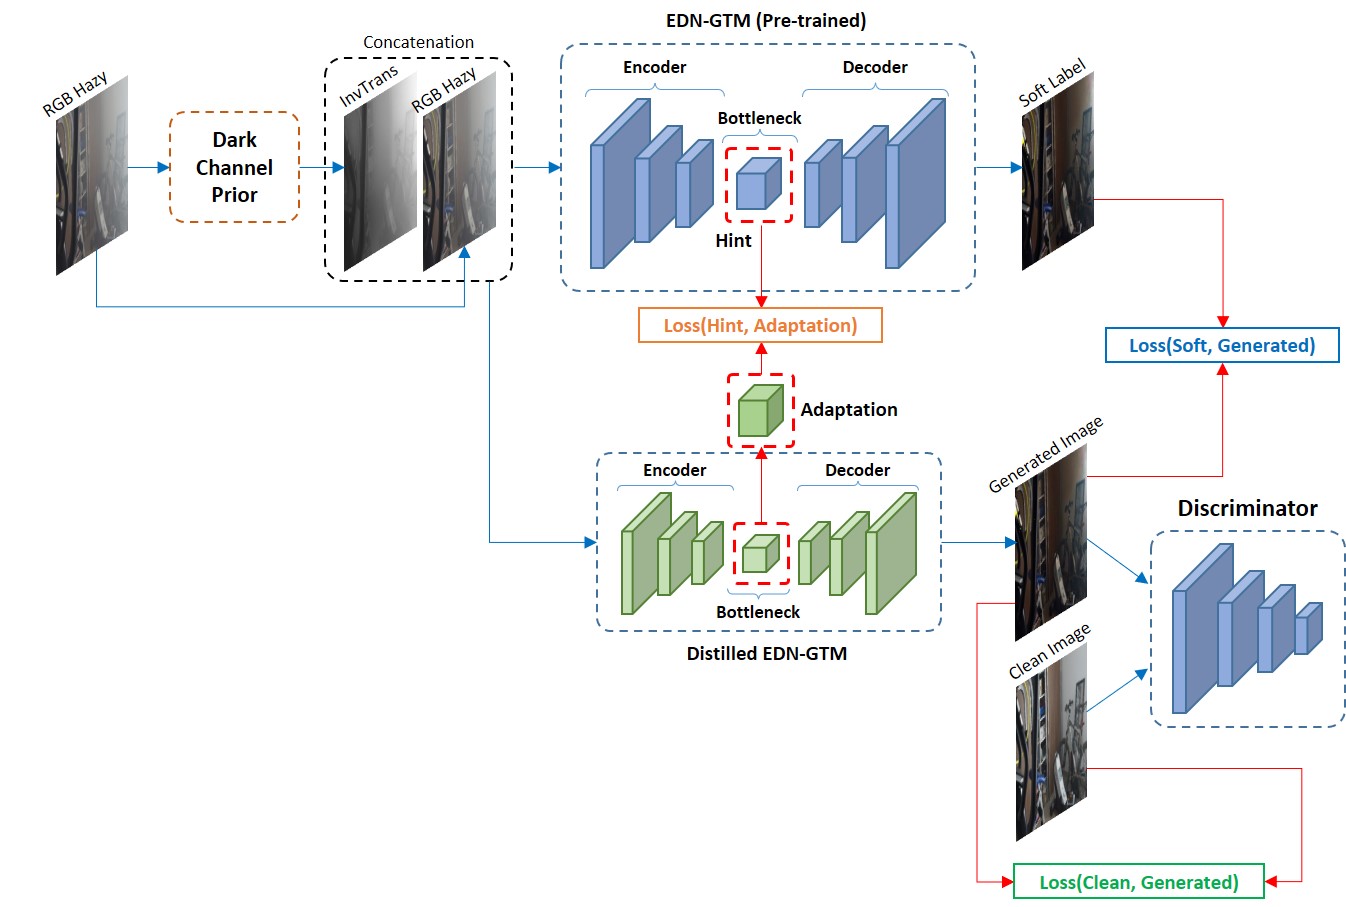 EDN-GTM (Pre-trained)
Concatenation
RGB Hazy
InvTrans
RGB Hazy
Encoder
Decoder
Soft Label
Bottleneck
Dark
Channel
Prior
Hint
Loss(Hint, Adaptation)
Loss(Soft, Generated)
Adaptation
Generated Image
Encoder
Decoder
Discriminator
Bottleneck
Distilled EDN-GTM
Clean Image
Loss(Clean, Generated)